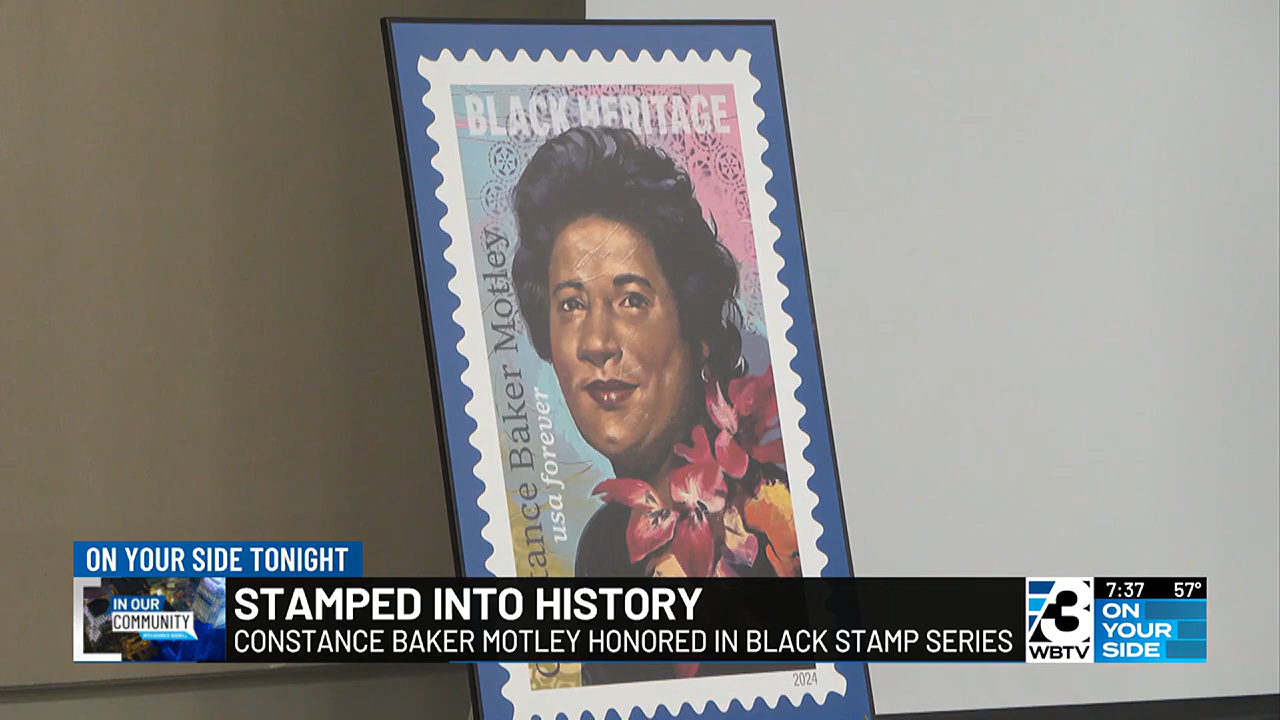 BLACK HERITAGE
Constance Baker Motley
usa forever
2024
ON YOUR SIDE TONIGHT
IN OUR
COMMUNITY
STAMPED INTO HISTORY
CONSTANCE BAKER MOTLEY HONORED IN BLACK STAMP SERIES
3
WBTV
7:37 57°
ON
YOUR
SIDE